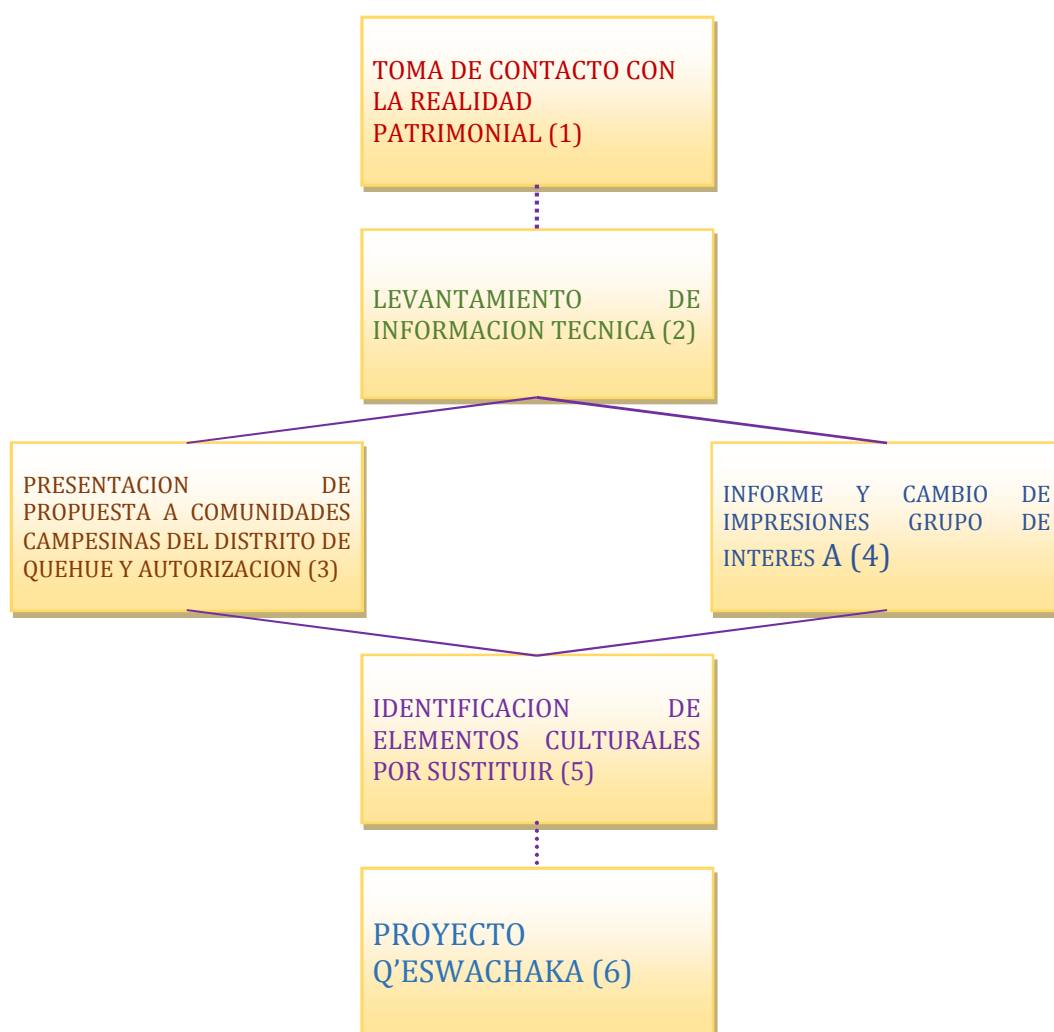 TOMA DE CONTACTO CON
LA REALIDAD
PATRIMONIAL (1)
LEVANTAMIENTO DE
INFORMACION TECNICA (2)
PRESENTACION DE
PROPUESTA A COMUNIDADES
CAMPESINAS DEL DISTRITO DE
QUEHUE Y AUTORIZACION (3)
INFORME Y CAMBIO DE
IMPRESIONES GRUPO DE
INTERES A (4)
IDENTIFICACION DE
ELEMENTOS CULTURALES
POR SUSTITUIR (5)
PROYECTO
Q’ESWACHAKA (6)